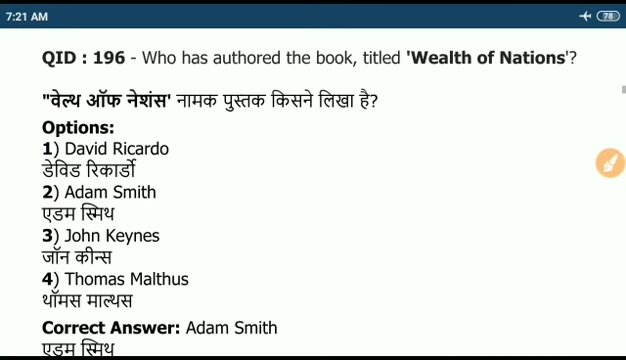 7:21 AM
78
QID : 196 - Who has authored the book, titled 'Wealth of Nations'?
"वेल्थ ऑफ नेशंस' नामक पुस्तक किसने लिखा है?
Options:
1) David Ricardo
डेविड रिकार्डो
2) Adam Smith
एडम स्मिथ
3) John Keynes
जॉन कीन्स
4) Thomas Malthus
थॉमस माल्थस
Correct Answer: Adam Smith
एडम स्मिथ